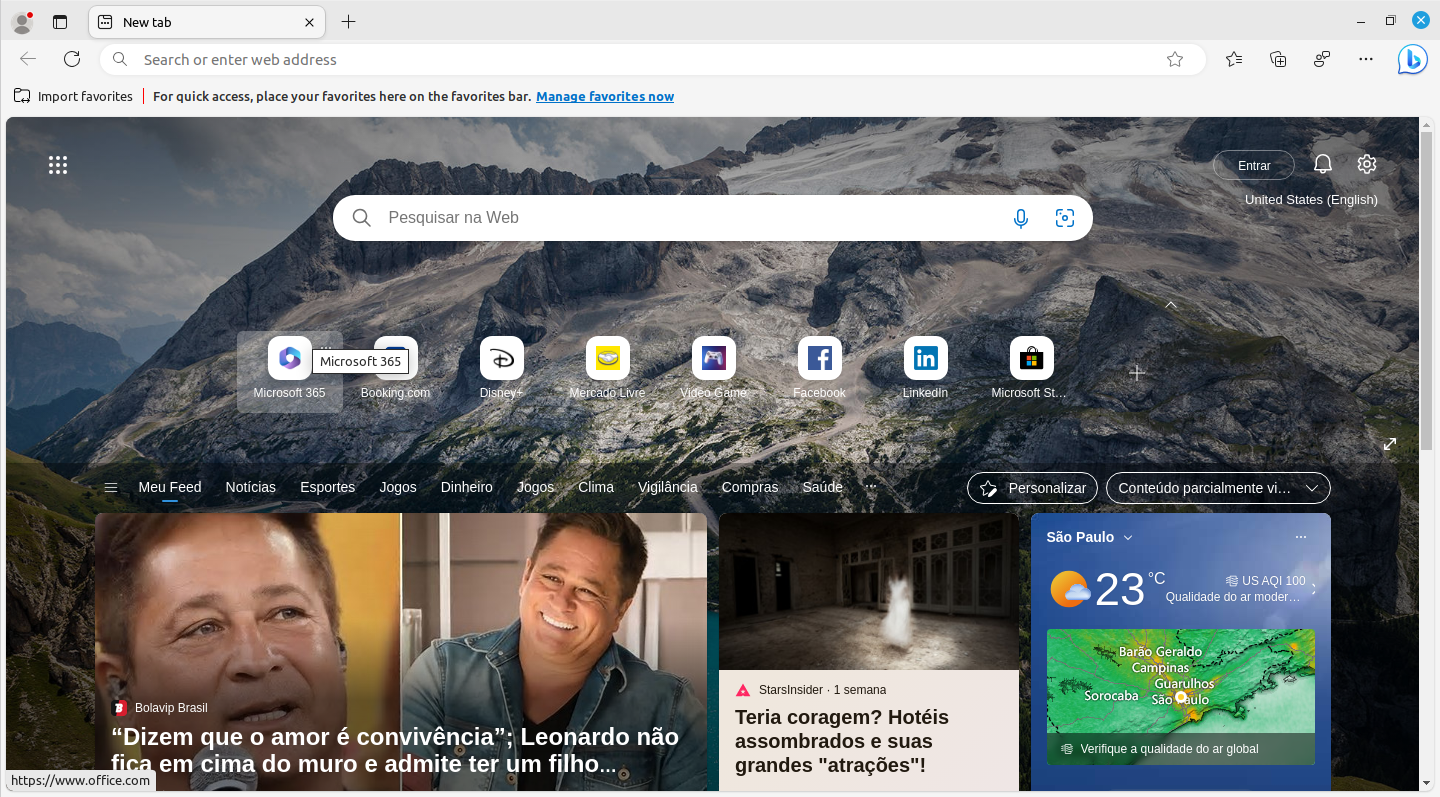 New tab
Search or enter web address
Import favorites
For quick access, place your favorites here on the favorites bar. Manage favorites now
Entrar
United States (English)
Pesquisar na Web
Microsoft 365
Microsoft 365
Booking.com
Disney+
Mercado Livre
Video Game
Facebook
LinkedIn
Microsoft St…
Meu Feed
Notícias
Esportes
Jogos
Dinheiro
Jogos
Clima
Vigilância
Compras
Saúde
Personalizar
Conteúdo parcialmente vi…
Bolavip Brasil
“Dizem que o amor é convivência”; Leonardo não
fica em cima do muro e admite ter um filho…
StarsInsider · 1 semana
Teria coragem? Hotéis
assombrados e suas
grandes "atrações"!
São Paulo
23 °C
US AQI 100
Qualidade do ar moder…
Barão Geraldo
Campinas
Guarulhos
Sorocaba
São Paulo
Verifique a qualidade do ar global
https://www.office.com